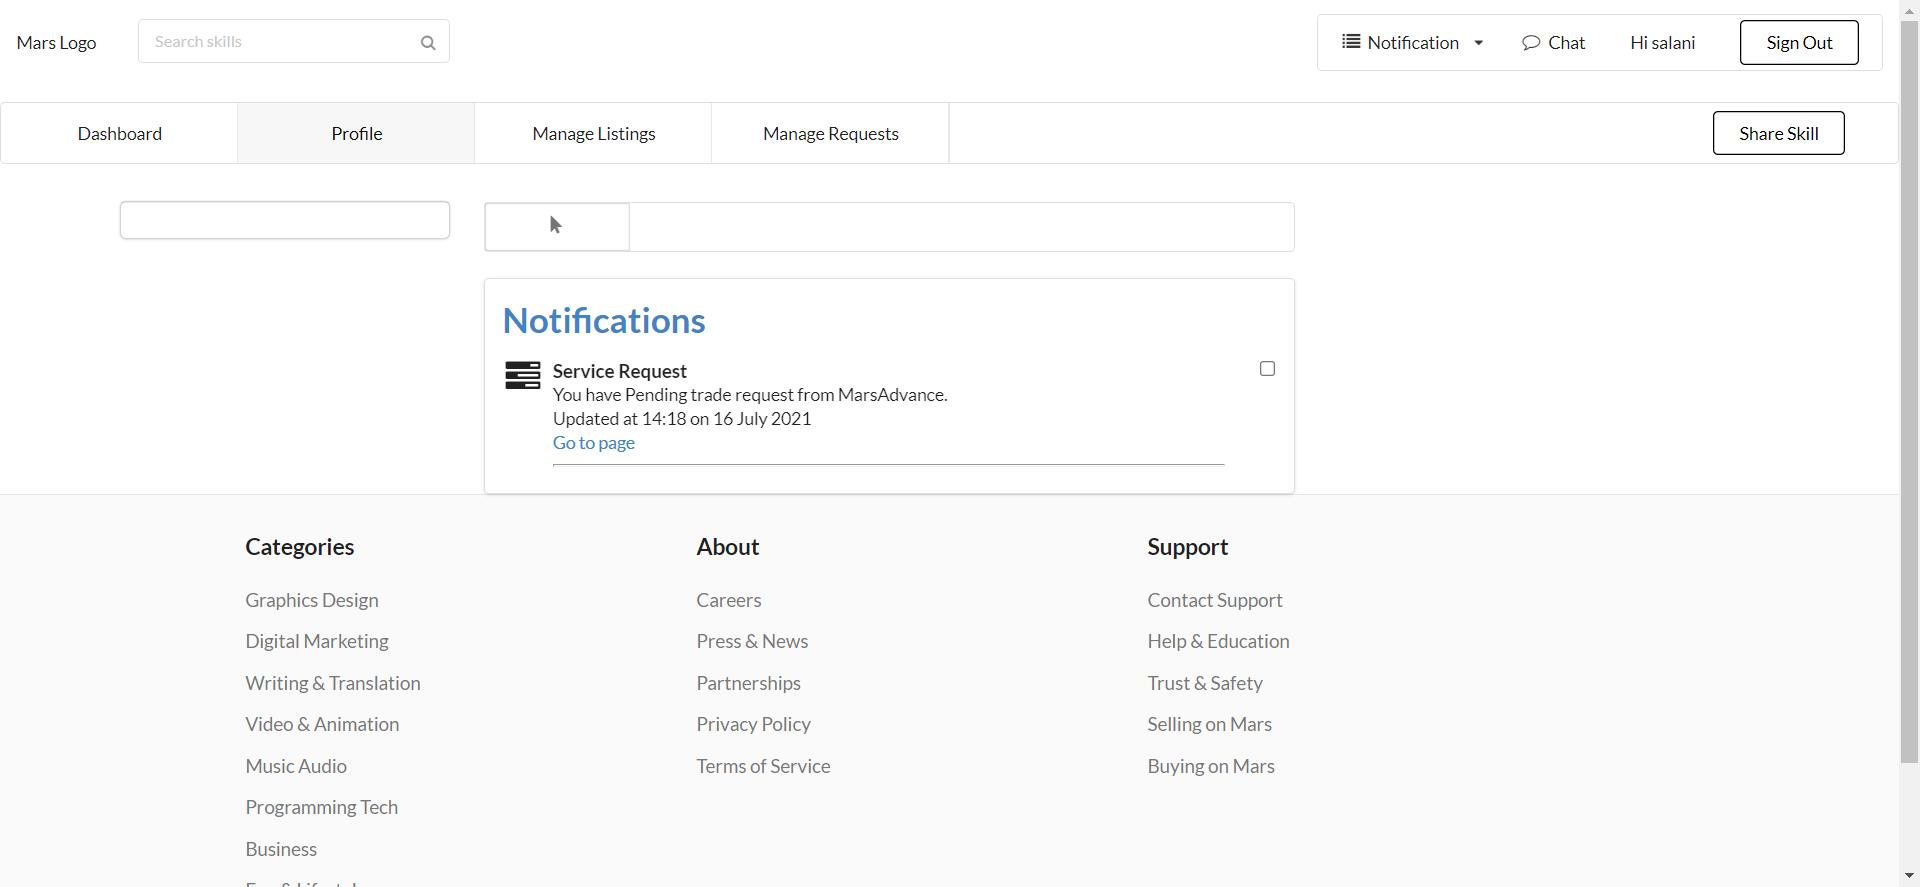 Mars Logo
Search skills
Notification
Chat
Hi salani
Sign Out
Dashboard
Profile
Manage Listings
Manage Requests
Share Skill
Notifications
Service Request
You have Pending trade request from MarsAdvance.
Updated at 14:18 on 16 July 2021
Go to page
Categories
Graphics Design
Digital Marketing
Writing & Translation
Video & Animation
Music Audio
Programming Tech
Business
About
Careers
Press & News
Partnerships
Privacy Policy
Terms of Service
Support
Contact Support
Help & Education
Trust & Safety
Selling on Mars
Buying on Mars